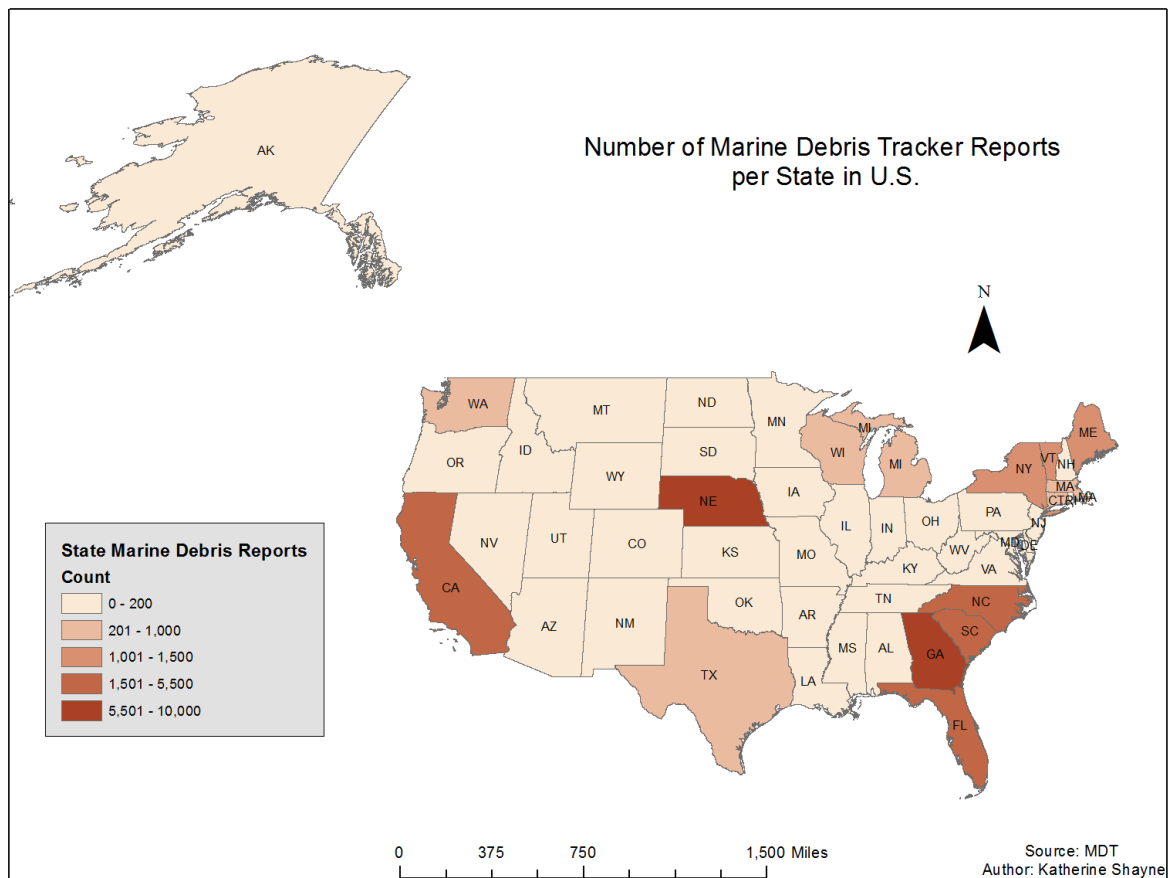 AK
Number of Marine Debris Tracker Reports
per State in U.S.
N
WA
MT
ND
MN
ME
OR
ID
WY
SD
WI
MI
MI
NY
VT
NH
MA
CT
RI
MA
NE
IA
PA
NJ
NV
UT
CO
KS
MO
IL
IN
OH
WV
MD
DE
VA
KY
CA
AZ
NM
OK
AR
TN
NC
SC
TX
LA
MS
AL
GA
FL
State Marine Debris Reports
Count
0 - 200
201 - 1,000
1,001 - 1,500
1,501 - 5,500
5,501 - 10,000
0 375 750 1,500 Miles
Source: MDT
Author: Katherine Shayne